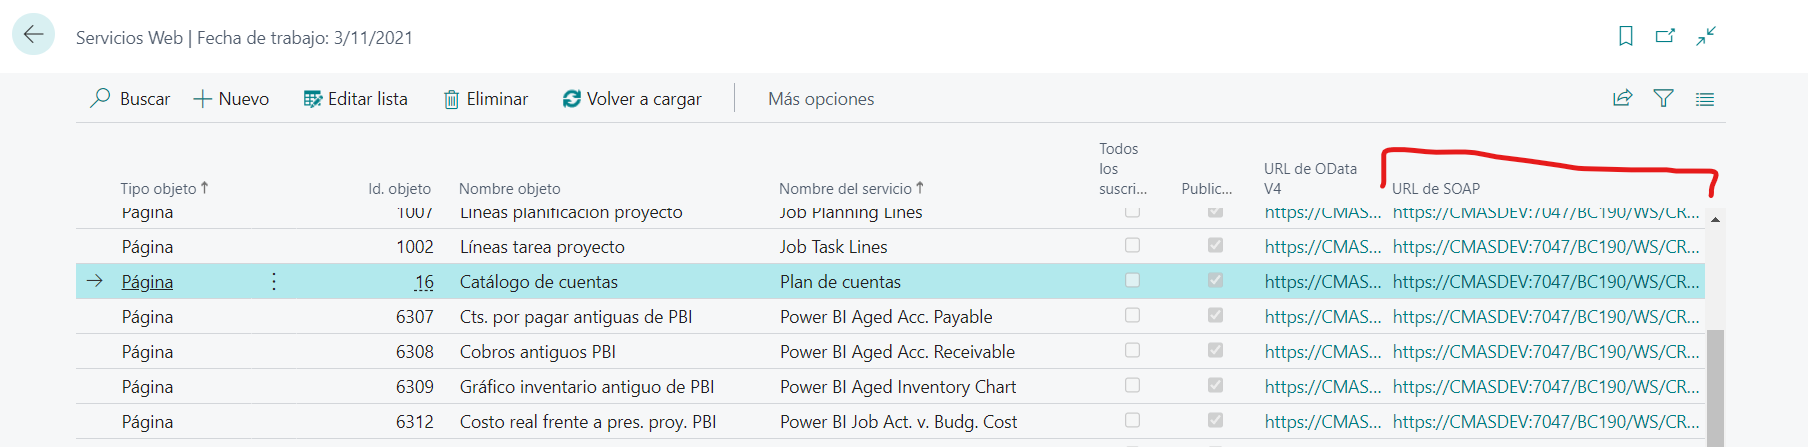 Servicios Web | Fecha de trabajo: 3/11/2021
Buscar Nuevo Editar lista Eliminar Volver a cargar Más opciones
Tipo objeto Id. objeto Nombre objeto Nombre del servicio Todos los suscri... Public... URL de OData V4 URL de SOAP
Página 1007 Líneas planificación proyecto Job Planning Lines https://CMAS... https://CMASDEV:7047/BC190/WS/CR...
Página 1002 Líneas tarea proyecto Job Task Lines https://CMAS... https://CMASDEV:7047/BC190/WS/CR...
Página 16 Catálogo de cuentas Plan de cuentas https://CMAS... https://CMASDEV:7047/BC190/WS/CR...
Página 6307 Cts. por pagar antiguas de PBI Power BI Aged Acc. Payable https://CMAS... https://CMASDEV:7047/BC190/WS/CR...
Página 6308 Cobros antiguos PBI Power BI Aged Acc. Receivable https://CMAS... https://CMASDEV:7047/BC190/WS/CR...
Página 6309 Gráfico inventario antiguo de PBI Power BI Aged Inventory Chart https://CMAS... https://CMASDEV:7047/BC190/WS/CR...
Página 6312 Costo real frente a pres. proy. PBI Power BI Job Act. v. Budg. Cost https://CMAS... https://CMASDEV:7047/BC190/WS/CR...